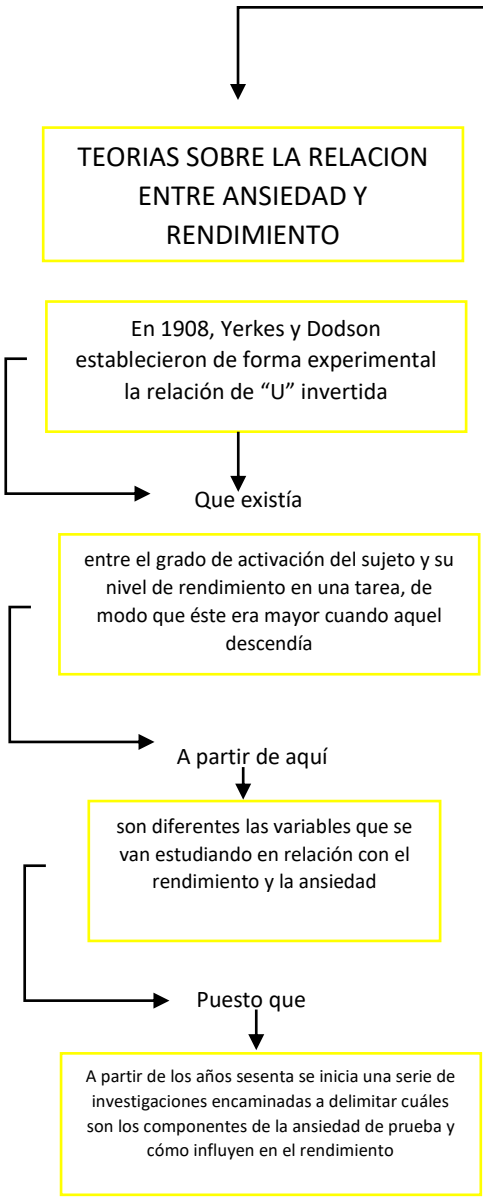 TEORIAS SOBRE LA RELACION
ENTRE ANSIEDAD Y
RENDIMIENTO
En 1908, Yerkes y Dodson
establecieron de forma experimental
la relación de “U” invertida
Que existía
entre el grado de activación del sujeto y su
nivel de rendimiento en una tarea, de
modo que éste era mayor cuando aquel
descendía
A partir de aquí
son diferentes las variables que se
van estudiando en relación con el
rendimiento y la ansiedad
Puesto que
A partir de los años sesenta se inicia una serie de
investigaciones encaminadas a delimitar cuáles
son los componentes de la ansiedad de prueba y
cómo influyen en el rendimiento